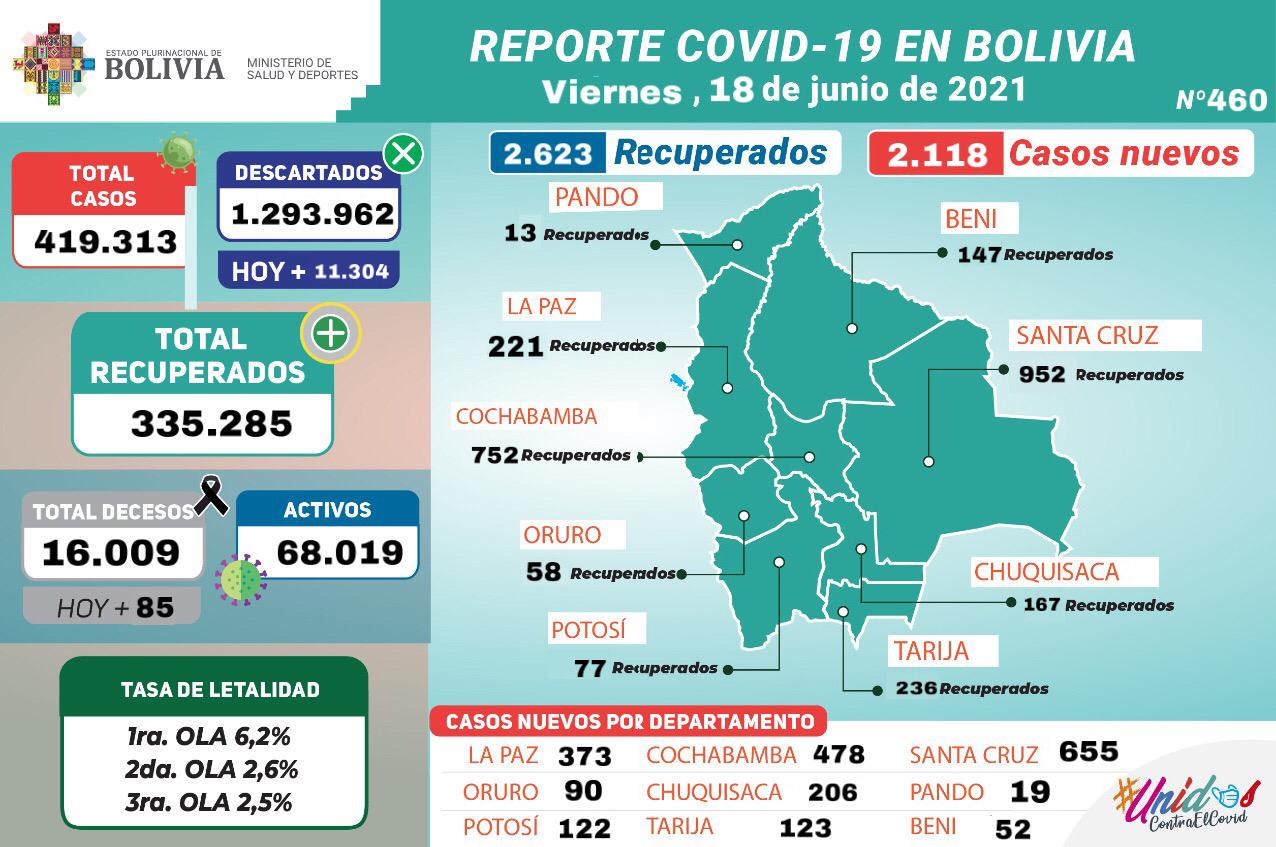 ESTADO PLURINACIONAL DE
BOLIVIA
MINISTERIO DE
SALUD Y DEPORTES
REPORTE COVID-19 EN BOLIVIA
Viernes , 18 de junio de 2021
N°460
TOTAL
CASOS
419.313
DESCARTADOS
1.293.962
HOY + 11.304
TOTAL
RECUPERADOS
335.285
TOTAL DECESOS
16.009
HOY + 85
ACTIVOS
68.019
TASA DE LETALIDAD
1ra. OLA 6,2%
2da. OLA 2,6%
3ra. OLA 2,5%
2.623 Recuperados
2.118 Casos nuevos
PANDO
13 Recuperados
BENI
147 Recuperados
LA PAZ
221 Recuperados
SANTA CRUZ
952 Recuperados
COCHABAMBA
752 Recuperados
ORURO
58 Recuperados
CHUQUISACA
167 Recuperados
POTOSÍ
77 Recuperados
TARIJA
236 Recuperados
CASOS NUEVOS POR DEPARTAMENTO
LA PAZ 373 COCHABAMBA 478 SANTA CRUZ 655
ORURO 90 CHUQUISACA 206 PANDO 19
POTOSÍ 122 TARIJA 123 BENI 52
#Unidos
ContraElCovid